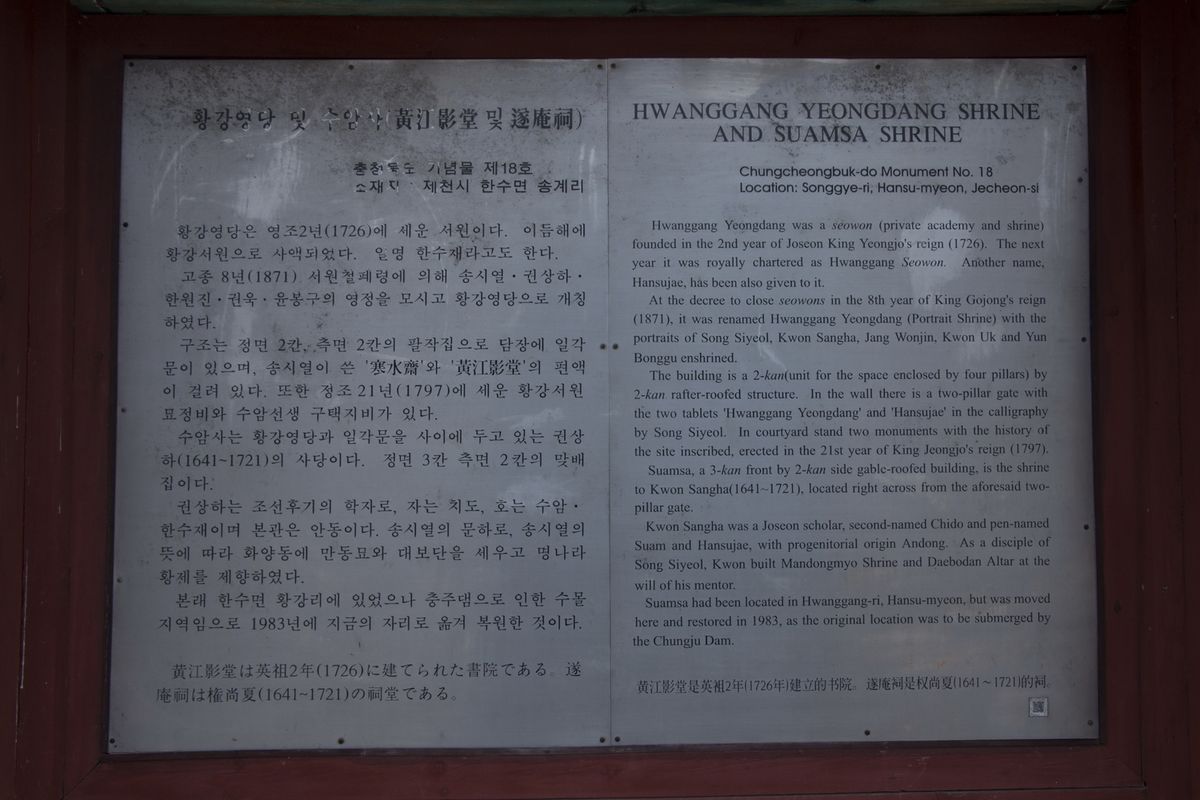 황강영당 및 수암사(黃江影堂 및 遂庵祠)
충청북도 기념물 제18호
소재지 : 제천시 한수면 송계리
황강영당은 영조2년(1726)에 세운 서원이다. 이듬해에
황강서원으로 사액되었다. 일명 한수재라고도 한다.
고종 8년(1871) 서원철폐령에 의해 송시열·권상하·
한원진·권욱·윤봉구의 영정을 모시고 황강영당으로 개칭
하였다.
구조는 정면 2칸, 측면 2칸의 팔작집으로 담장에 일각
문이 있으며, 송시열이 쓴 '寒水齋'와 '黃江影堂'의 편액
이 걸려 있다. 또한 정조 21년(1797)에 세운 황강서원
묘정비와 수암선생 구택지비가 있다.
수암사는 황강영당과 일각문을 사이에 두고 있는 권상
하(1641~1721)의 사당이다. 정면 3칸 측면 2칸의 맞배
집이다.
권상하는 조선후기의 학자로, 자는 치도, 호는 수암·
한수재이며 본관은 안동이다. 송시열의 문하로, 송시열의
뜻에 따라 화양동에 만동묘와 대보단을 세우고 명나라
황제를 제향하였다.
본래 한수면 황강리에 있었으나 충주댐으로 인한 수몰
지역임으로 1983년에 지금의 자리로 옮겨 복원한 것이다.
黄江影堂は英祖2年(1726)に建てられた書院である。遂
庵祠は権尚夏(1641~1721)の祠堂である。
HWANGGANG YEONGDANG SHRINE
AND SUAMSA SHRINE
Chungcheongbuk-do Monument No. 18
Location: Songgye-ri, Hansu-myeon, Jecheon-si
Hwanggang Yeongdang was a seowon (private academy and shrine)
founded in the 2nd year of Joseon King Yeongjo's reign (1726). The next
year it was royally chartered as Hwanggang Seowon. Another name,
Hansujae, has been also given to it.
At the decree to close seowons in the 8th year of King Gojong's reign
(1871), it was renamed Hwanggang Yeongdang (Portrait Shrine) with the
portraits of Song Siyeol, Kwon Sangha, Jang Wonjin, Kwon Uk and Yun
Bonggu enshrined.
The building is a 2-kan(unit for the space enclosed by four pillars) by
2-kan rafter-roofed structure. In the wall there is a two-pillar gate with
the two tablets 'Hwanggang Yeongdang' and 'Hansujae' in the calligraphy
by Song Siyeol. In courtyard stand two monuments with the history of
the site inscribed, erected in the 21st year of King Jeongjo's reign (1797).
Suamsa, a 3-kan front by 2-kan side gable-roofed building, is the shrine
to Kwon Sangha(1641~1721), located right across from the aforesaid two-
pillar gate.
Kwon Sangha was a Joseon scholar, second-named Chido and pen-named
Suam and Hansujae, with progenitorial origin Andong. As a disciple of
Song Siyeol, Kwon built Mandongmyo Shrine and Daebodan Altar at the
will of his mentor.
Suamsa had been located in Hwanggang-ri, Hansu-myeon, but was moved
here and restored in 1983, as the original location was to be submerged by
the Chungju Dam.
黄江影堂是英祖2年(1726年)建立的书院。 遂庵祠是权尚夏(1641~1721)的祠。